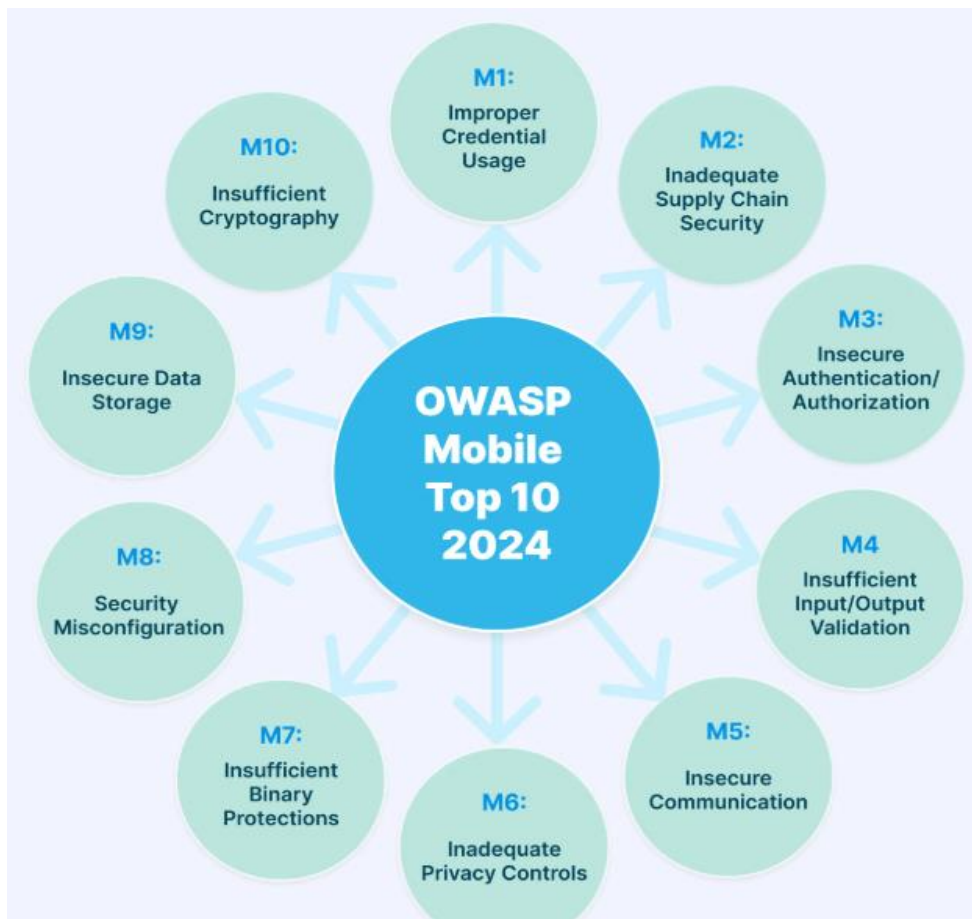 OWASP
Mobile
Top 10
2024
M1:
Improper
Credential
Usage
M2:
Inadequate
Supply Chain
Security
M3:
Insecure
Authentication/
Authorization
M4
Insufficient
Input/Output
Validation
M5:
Insecure
Communication
M6:
Inadequate
Privacy Controls
M7:
Insufficient
Binary
Protections
M8:
Security
Misconfiguration
M9:
Insecure Data
Storage
M10:
Insufficient
Cryptography